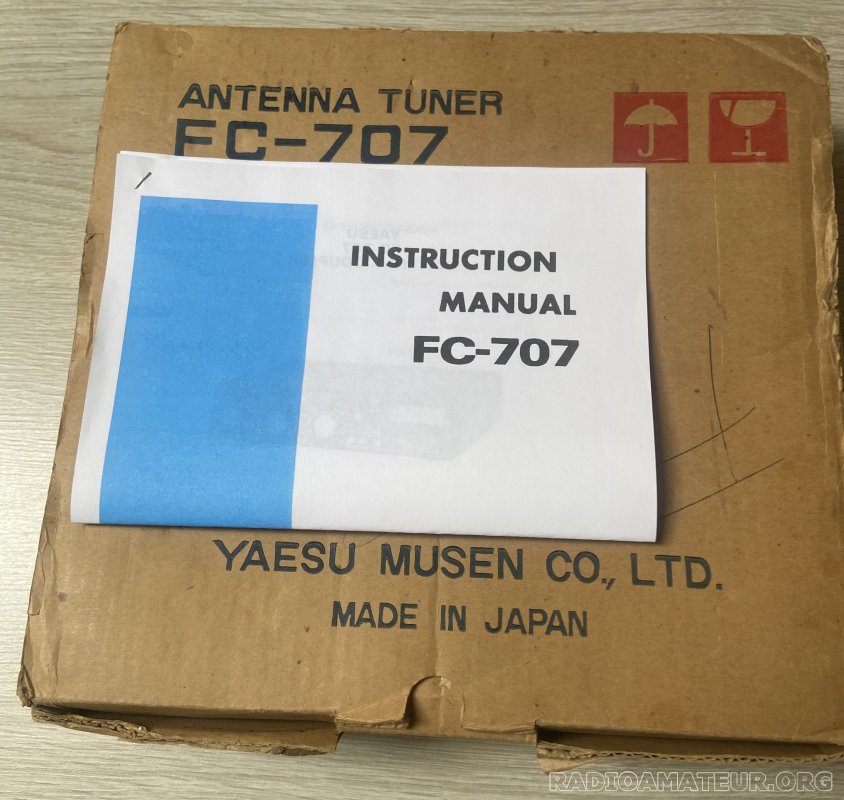 ANTENNA TUNER
FC-707
INSTRUCTION
MANUAL
FC-707
YAESU MUSEN CO., LTD.
MADE IN JAPAN
RADIOAMATEUR.ORG